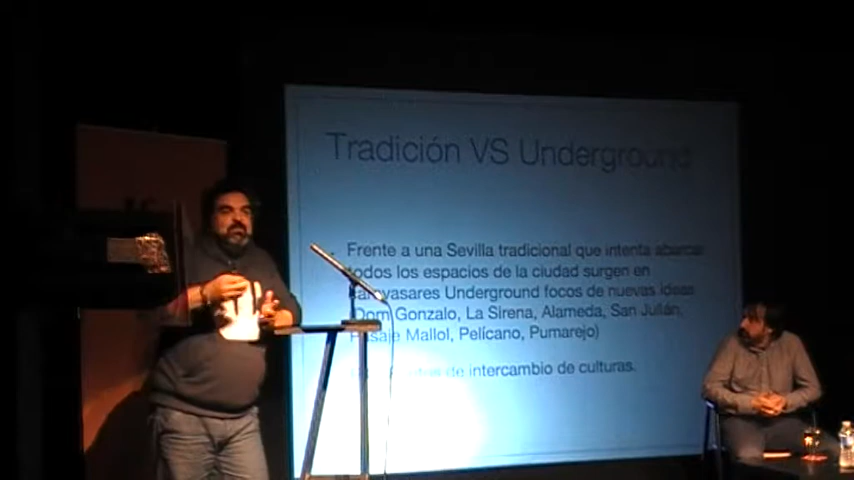 Tradición VS Underground
Frente a una Sevilla tradicional que intenta abarcar
todos los espacios de la ciudad surgen en
Underground focos de nuevas ideas
Gonzalo, La Sirena, Alameda, San Julián,
Pasaje Mallol, Pelícano, Pumarejo)
de intercambio de culturas.